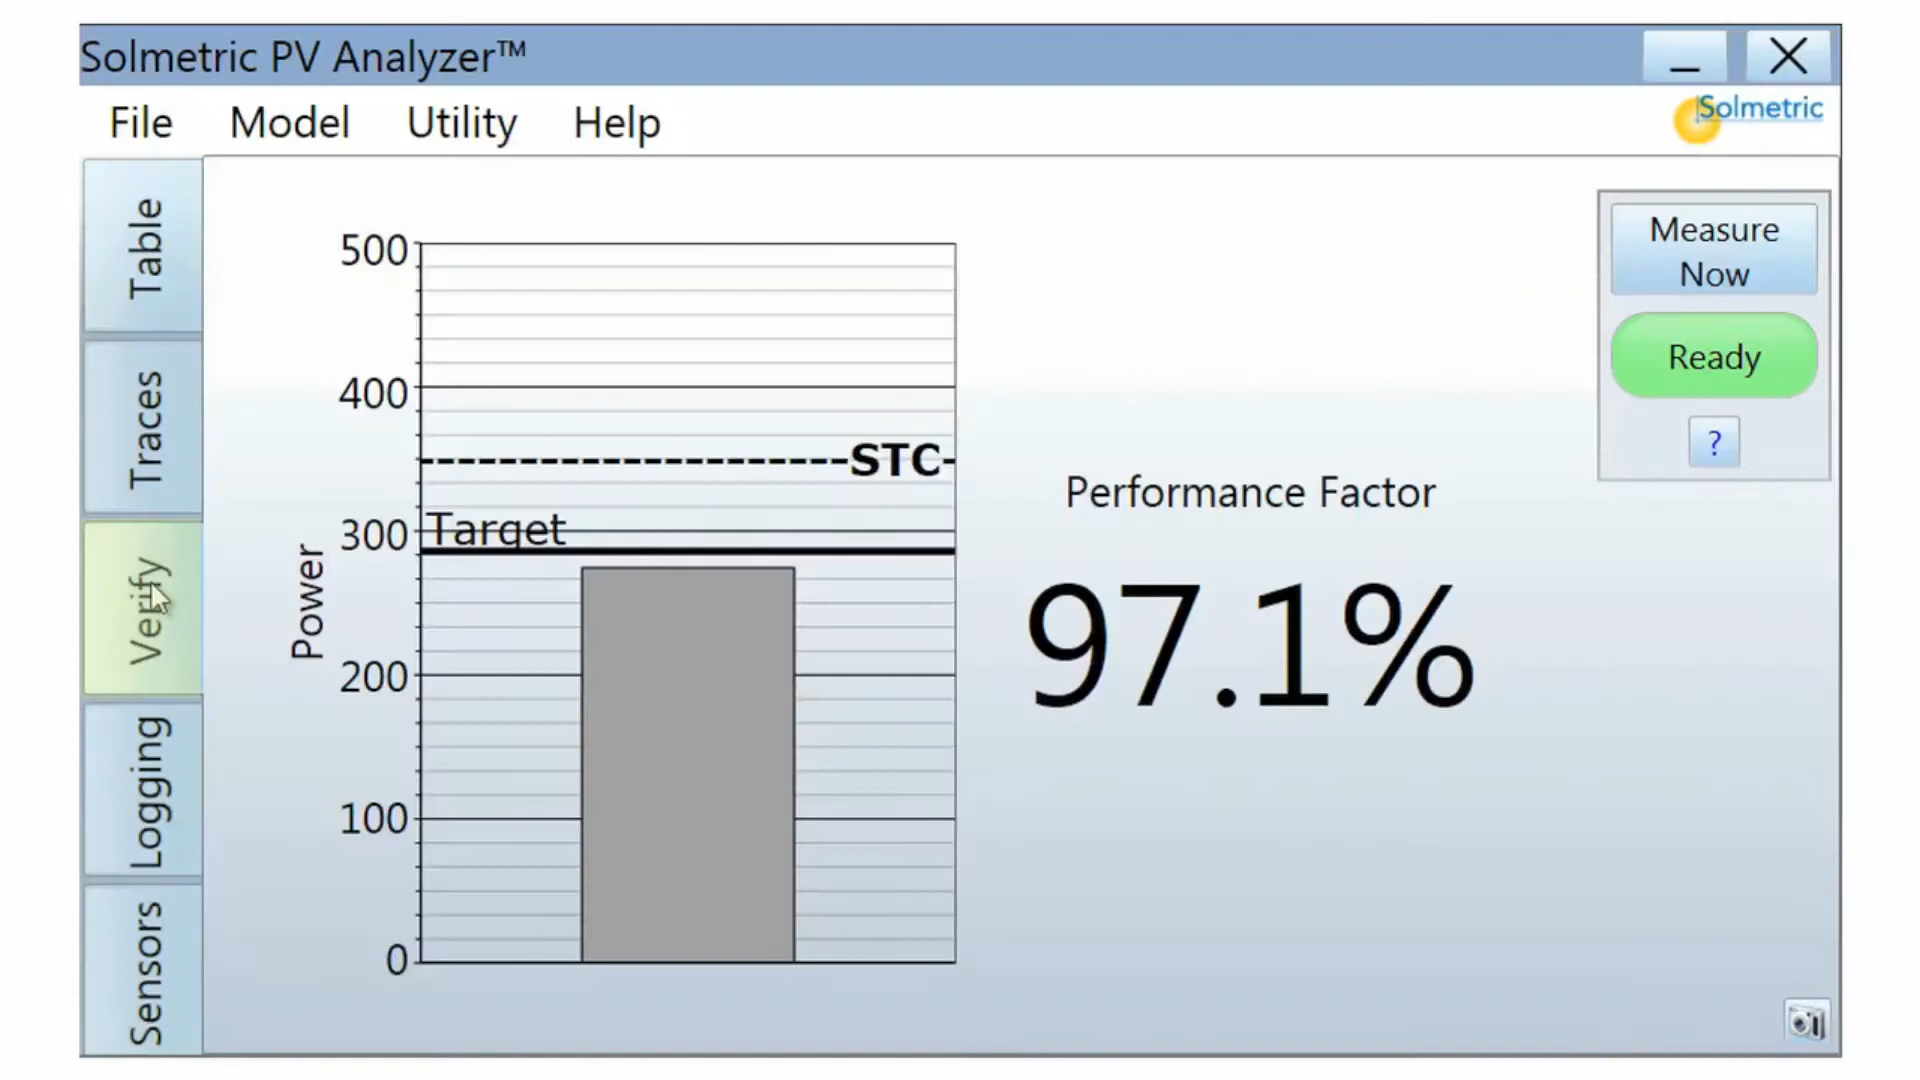 Solmetric PV Analyzer™
File Model Utility Help
Solmetric
Table
Traces
Verify
Logging
Sensors
500
400
300
200
100
0
Power
STC
Target
Performance Factor
97.1%
Measure
Now
Ready
?